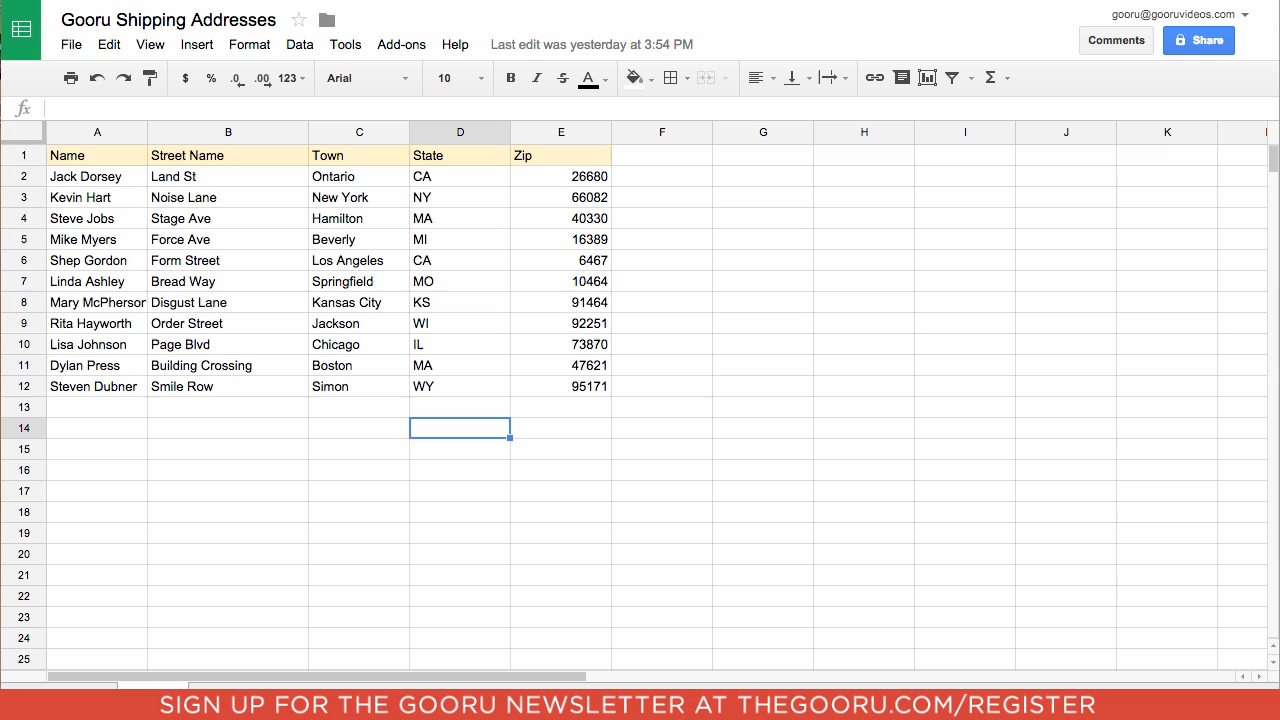 Gooru Shipping Addresses
gooru@gooruvideos.com
File Edit View Insert Format Data Tools Add-ons Help Last edit was yesterday at 3:54 PM
Comments Share
$ % .0 .00 123 Arial 10 B I S A Σ
fx
A B C D E F G H I J K
1 Name Street Name Town State Zip
2 Jack Dorsey Land St Ontario CA 26680
3 Kevin Hart Noise Lane New York NY 66082
4 Steve Jobs Stage Ave Hamilton MA 40330
5 Mike Myers Force Ave Beverly MI 16389
6 Shep Gordon Form Street Los Angeles CA 6467
7 Linda Ashley Bread Way Springfield MO 10464
8 Mary McPherson Disgust Lane Kansas City KS 91464
9 Rita Hayworth Order Street Jackson WI 92251
10 Lisa Johnson Page Blvd Chicago IL 73870
11 Dylan Press Building Crossing Boston MA 47621
12 Steven Dubner Smile Row Simon WY 95171
13
14
15
16
17
18
19
20
21
22
23
24
25
SIGN UP FOR THE GOORU NEWSLETTER AT THEGOORU.COM/REGISTER